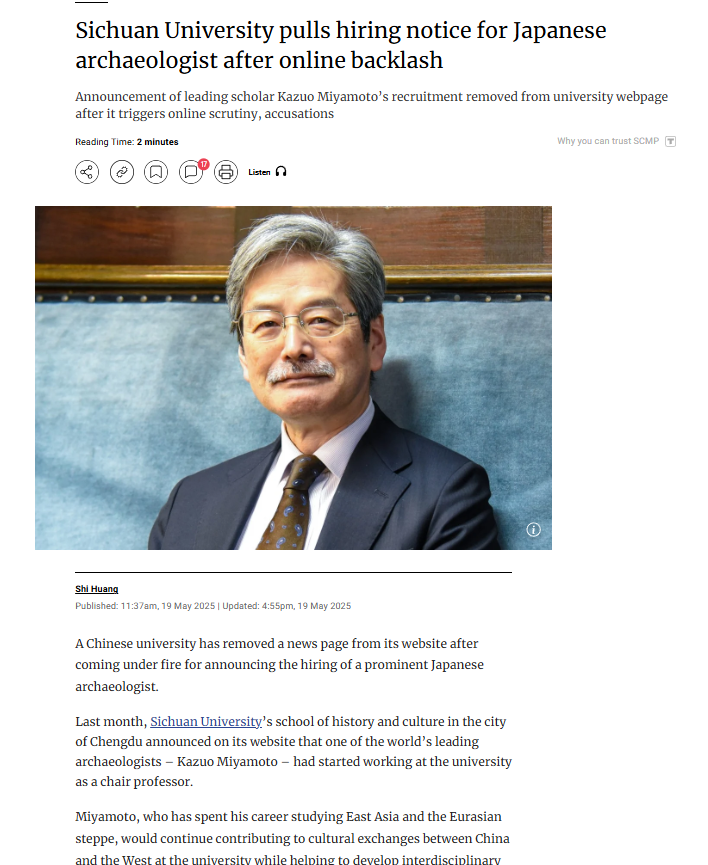 Sichuan University pulls hiring notice for Japanese
archaeologist after online backlash
Announcement of leading scholar Kazuo Miyamoto’s recruitment removed from university webpage
after it triggers online scrutiny, accusations
Reading Time: 2 minutes
Why you can trust SCMP
17
Listen
Shi Huang
Published: 11:37am, 19 May 2025 | Updated: 4:55pm, 19 May 2025
A Chinese university has removed a news page from its website after
coming under fire for announcing the hiring of a prominent Japanese
archaeologist.
Last month, Sichuan University’s school of history and culture in the city
of Chengdu announced on its website that one of the world’s leading
archaeologists – Kazuo Miyamoto – had started working at the university
as a chair professor.
Miyamoto, who has spent his career studying East Asia and the Eurasian
steppe, would continue contributing to cultural exchanges between China
and the West at the university while helping to develop interdisciplinary